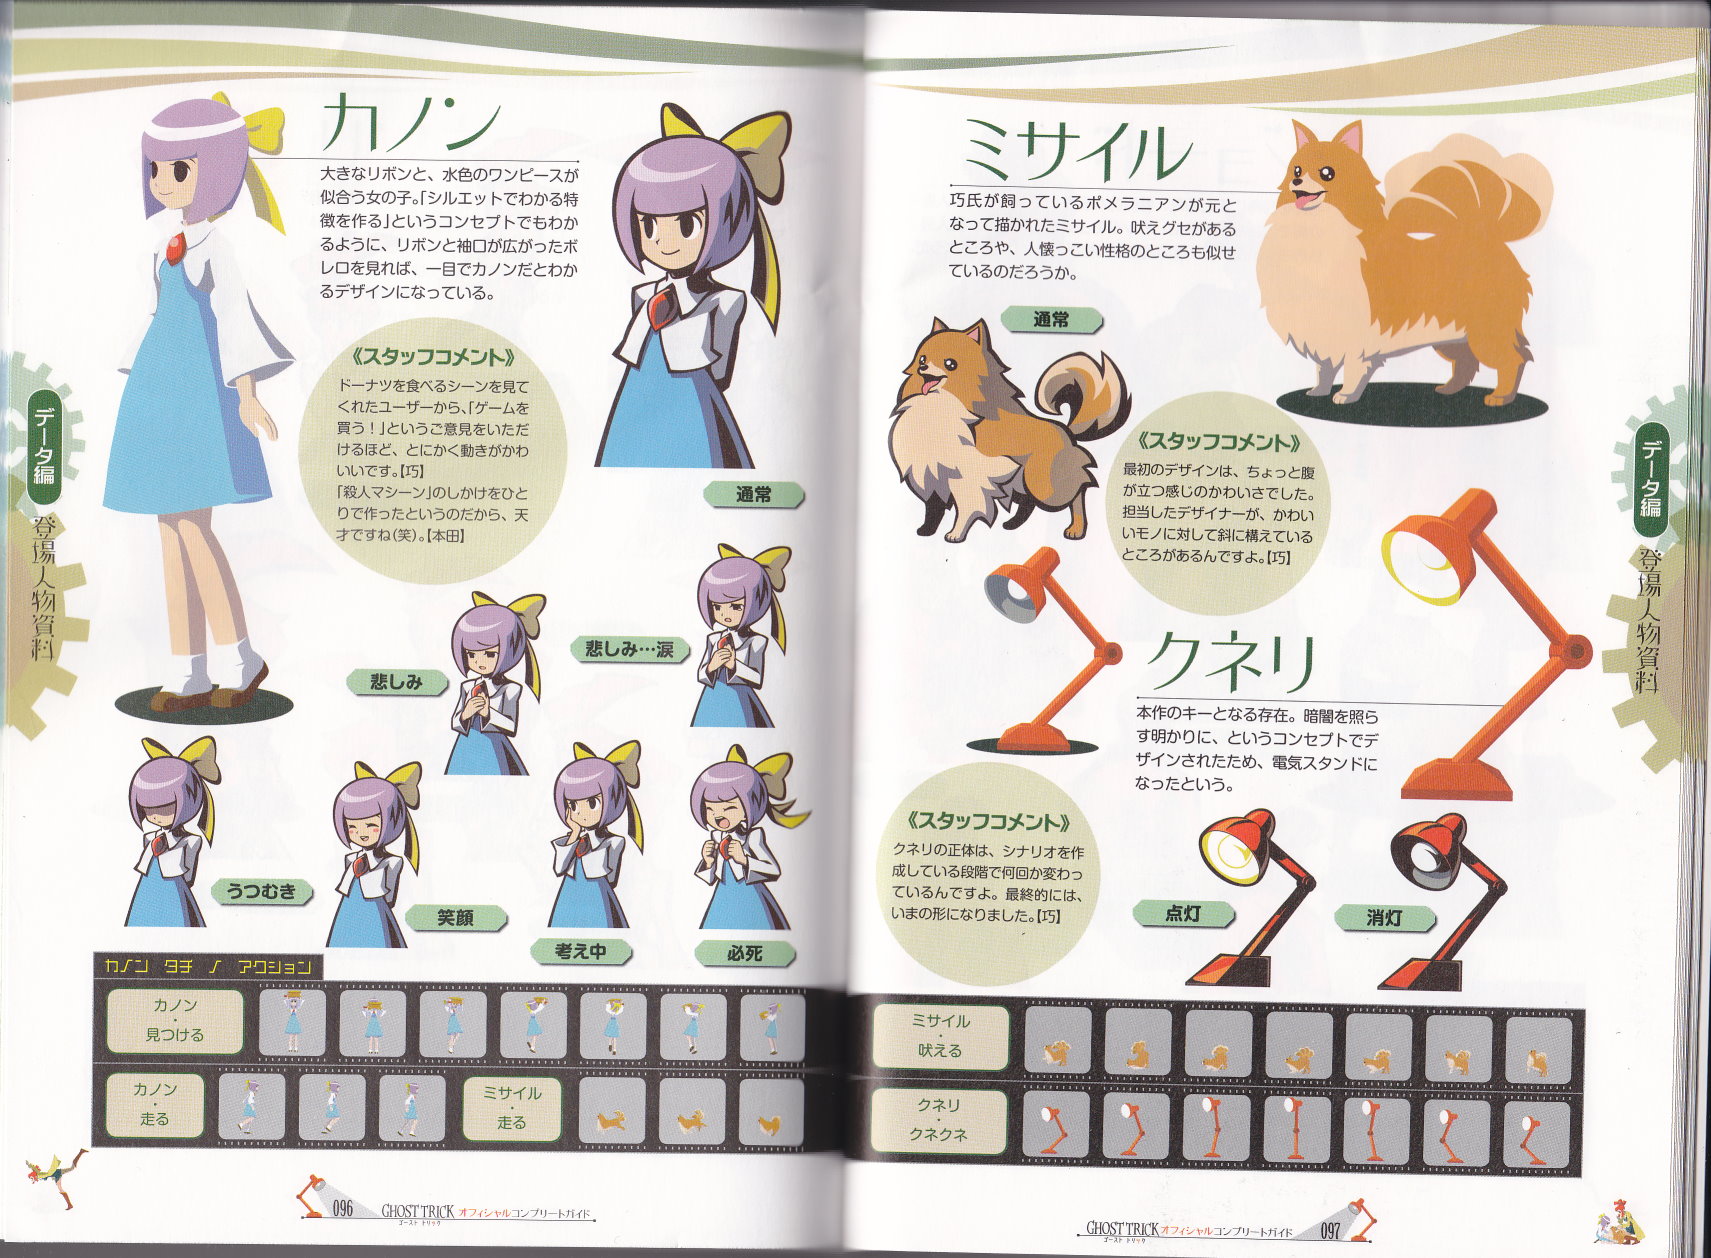 カノン
大きなリボンと、水色のワンピースが
似合う女の子。「シルエットでわかる特
徴を作る」というコンセプトでもわか
るように、リボンと袖口が広がったボ
レロを見れば、一目でカノンだとわか
るデザインになっている。
《スタッフコメント》
ドーナツを食べるシーンを見て
くれたユーザーから、「ゲームを
買う！」というご意見をいただ
けるほど、とにかく動きがかわ
いいです。【巧】
「殺人マシーン」のしかけをひと
りで作ったというのだから、天
才ですね(笑)。【本田】
通常
悲しみ…涙
悲しみ
うつむき
笑顔
考え中
必死
データ編
登場人物資料
カノン タチ ノ アクション
カノン
・
見つける
カノン
・
走る
ミサイル
・
走る
096
GHOST TRICK オフィシャルコンプリートガイド
ゴースト トリック
ミサイル
巧氏が飼っているポメラニアンが元と
なって描かれたミサイル。吠えグセがある
ところや、人懐っこい性格のところも似せ
ているのだろうか。
通常
《スタッフコメント》
最初のデザインは、ちょっと腹
が立つ感じのかわいさでした。
担当したデザイナーが、かわい
いモノに対して斜に構えている
ところがあるんですよ。【巧】
クネリ
本作のキーとなる存在。暗闇を照ら
す明かりに、というコンセプトでデ
ザインされたため、電気スタンドに
なったという。
《スタッフコメント》
クネリの正体は、シナリオを作
成している段階で何回か変わっ
ているんですよ。最終的には、
いまの形になりました。【巧】
点灯
消灯
データ編
登場人物資料
ミサイル
・
吠える
クネリ
・
クネクネ
GHOST TRICK オフィシャルコンプリートガイド
ゴースト トリック
097